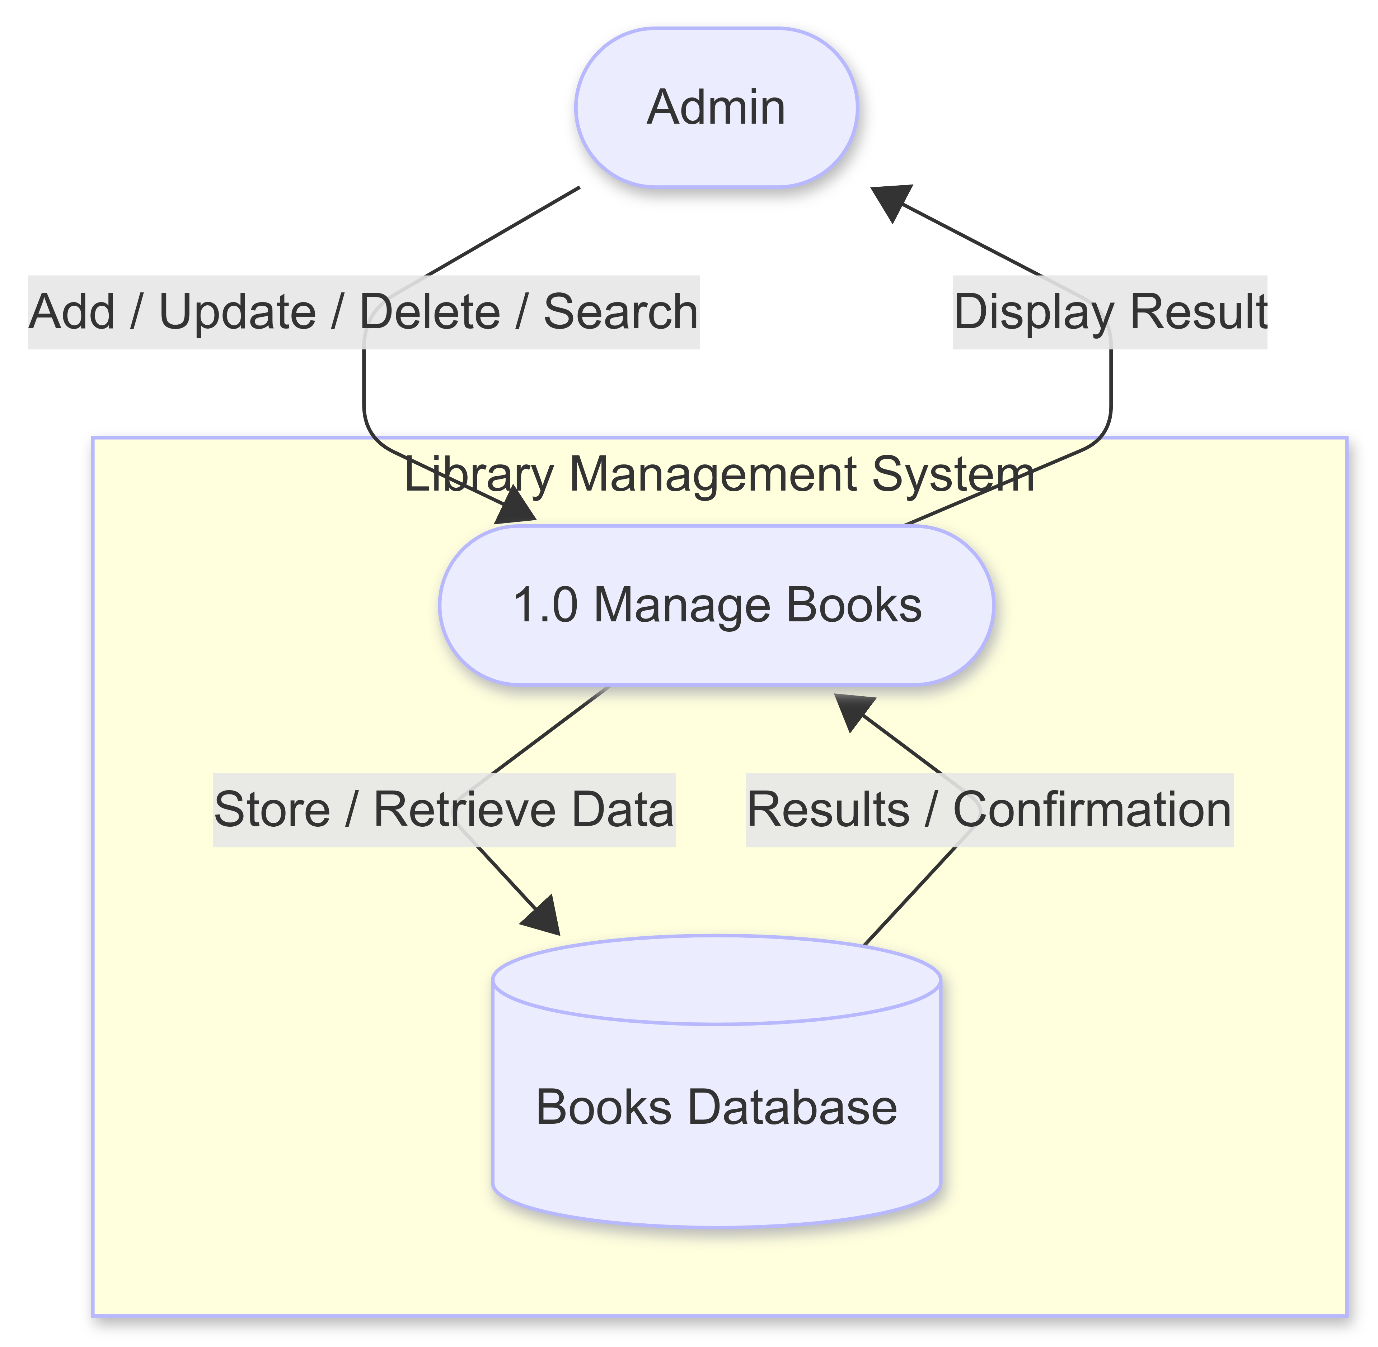 Admin
Add / Update / Delete / Search
Display Result
Library Management System
1.0 Manage Books
Store / Retrieve Data
Results / Confirmation
Books Database